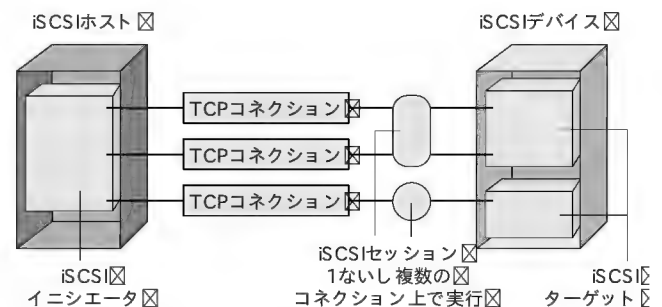 iSCSIホスト
iSCSIデバイス
TCPコネクション
TCPコネクション
TCPコネクション
iSCSIセッション
1ないし複数の
コネクション上で実行
iSCSI
イニシエータ
iSCSI
ターゲット